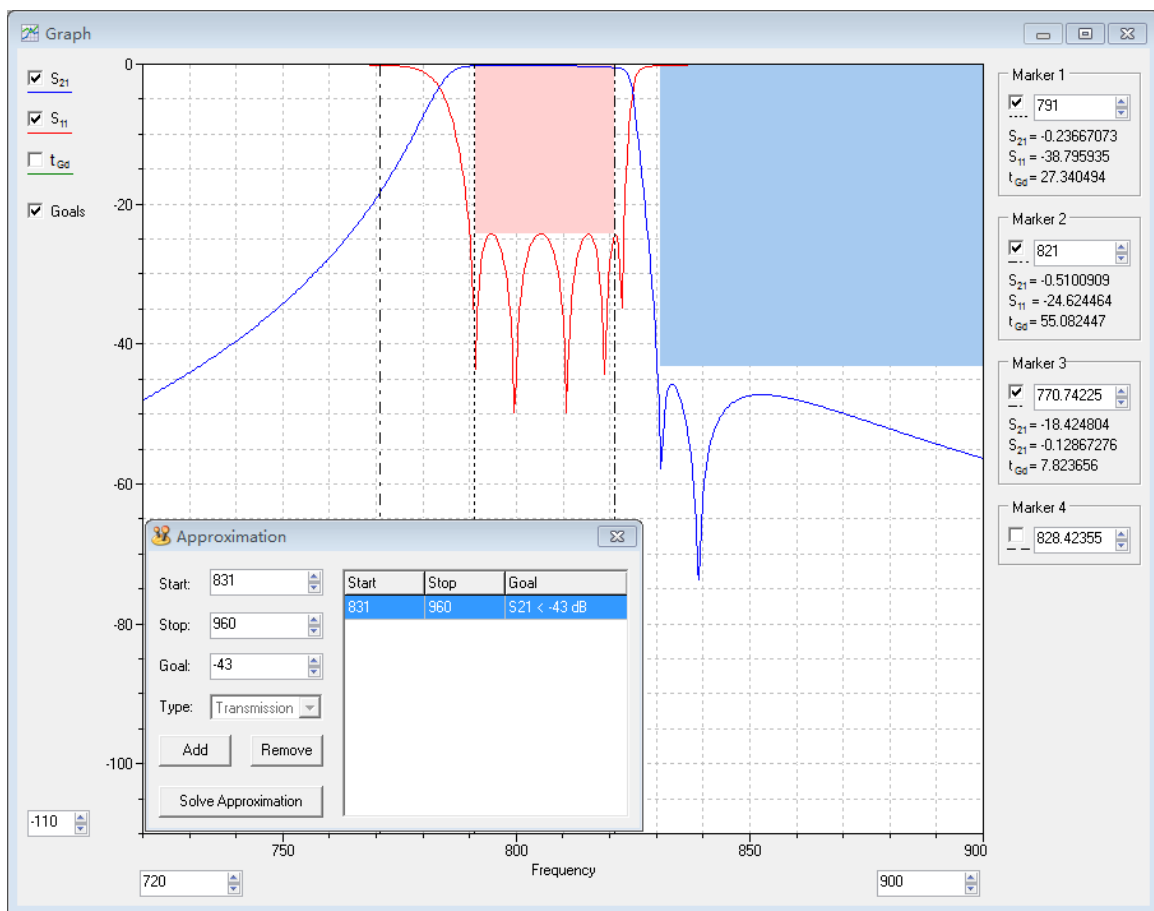 Graph
S21
S11
tGd
Goals
0
-20
-40
-60
-80
-100
-110
750
800
850
900
Frequency
720
900
Marker 1
791
S21 = -0.23667073
S11 = -38.795935
tGd = 27.340494
Marker 2
821
S21 = -0.5100909
S11 = -24.624464
tGd = 55.082447
Marker 3
770.74225
S21 = -18.424804
S21 = -0.12867276
tGd = 7.823656
Marker 4
828.42355
Approximation
Start: 831
Stop: 960
Goal: -43
Type: Transmission
Add Remove
Solve Approximation
Start Stop Goal
831 960 S21 < -43 dB